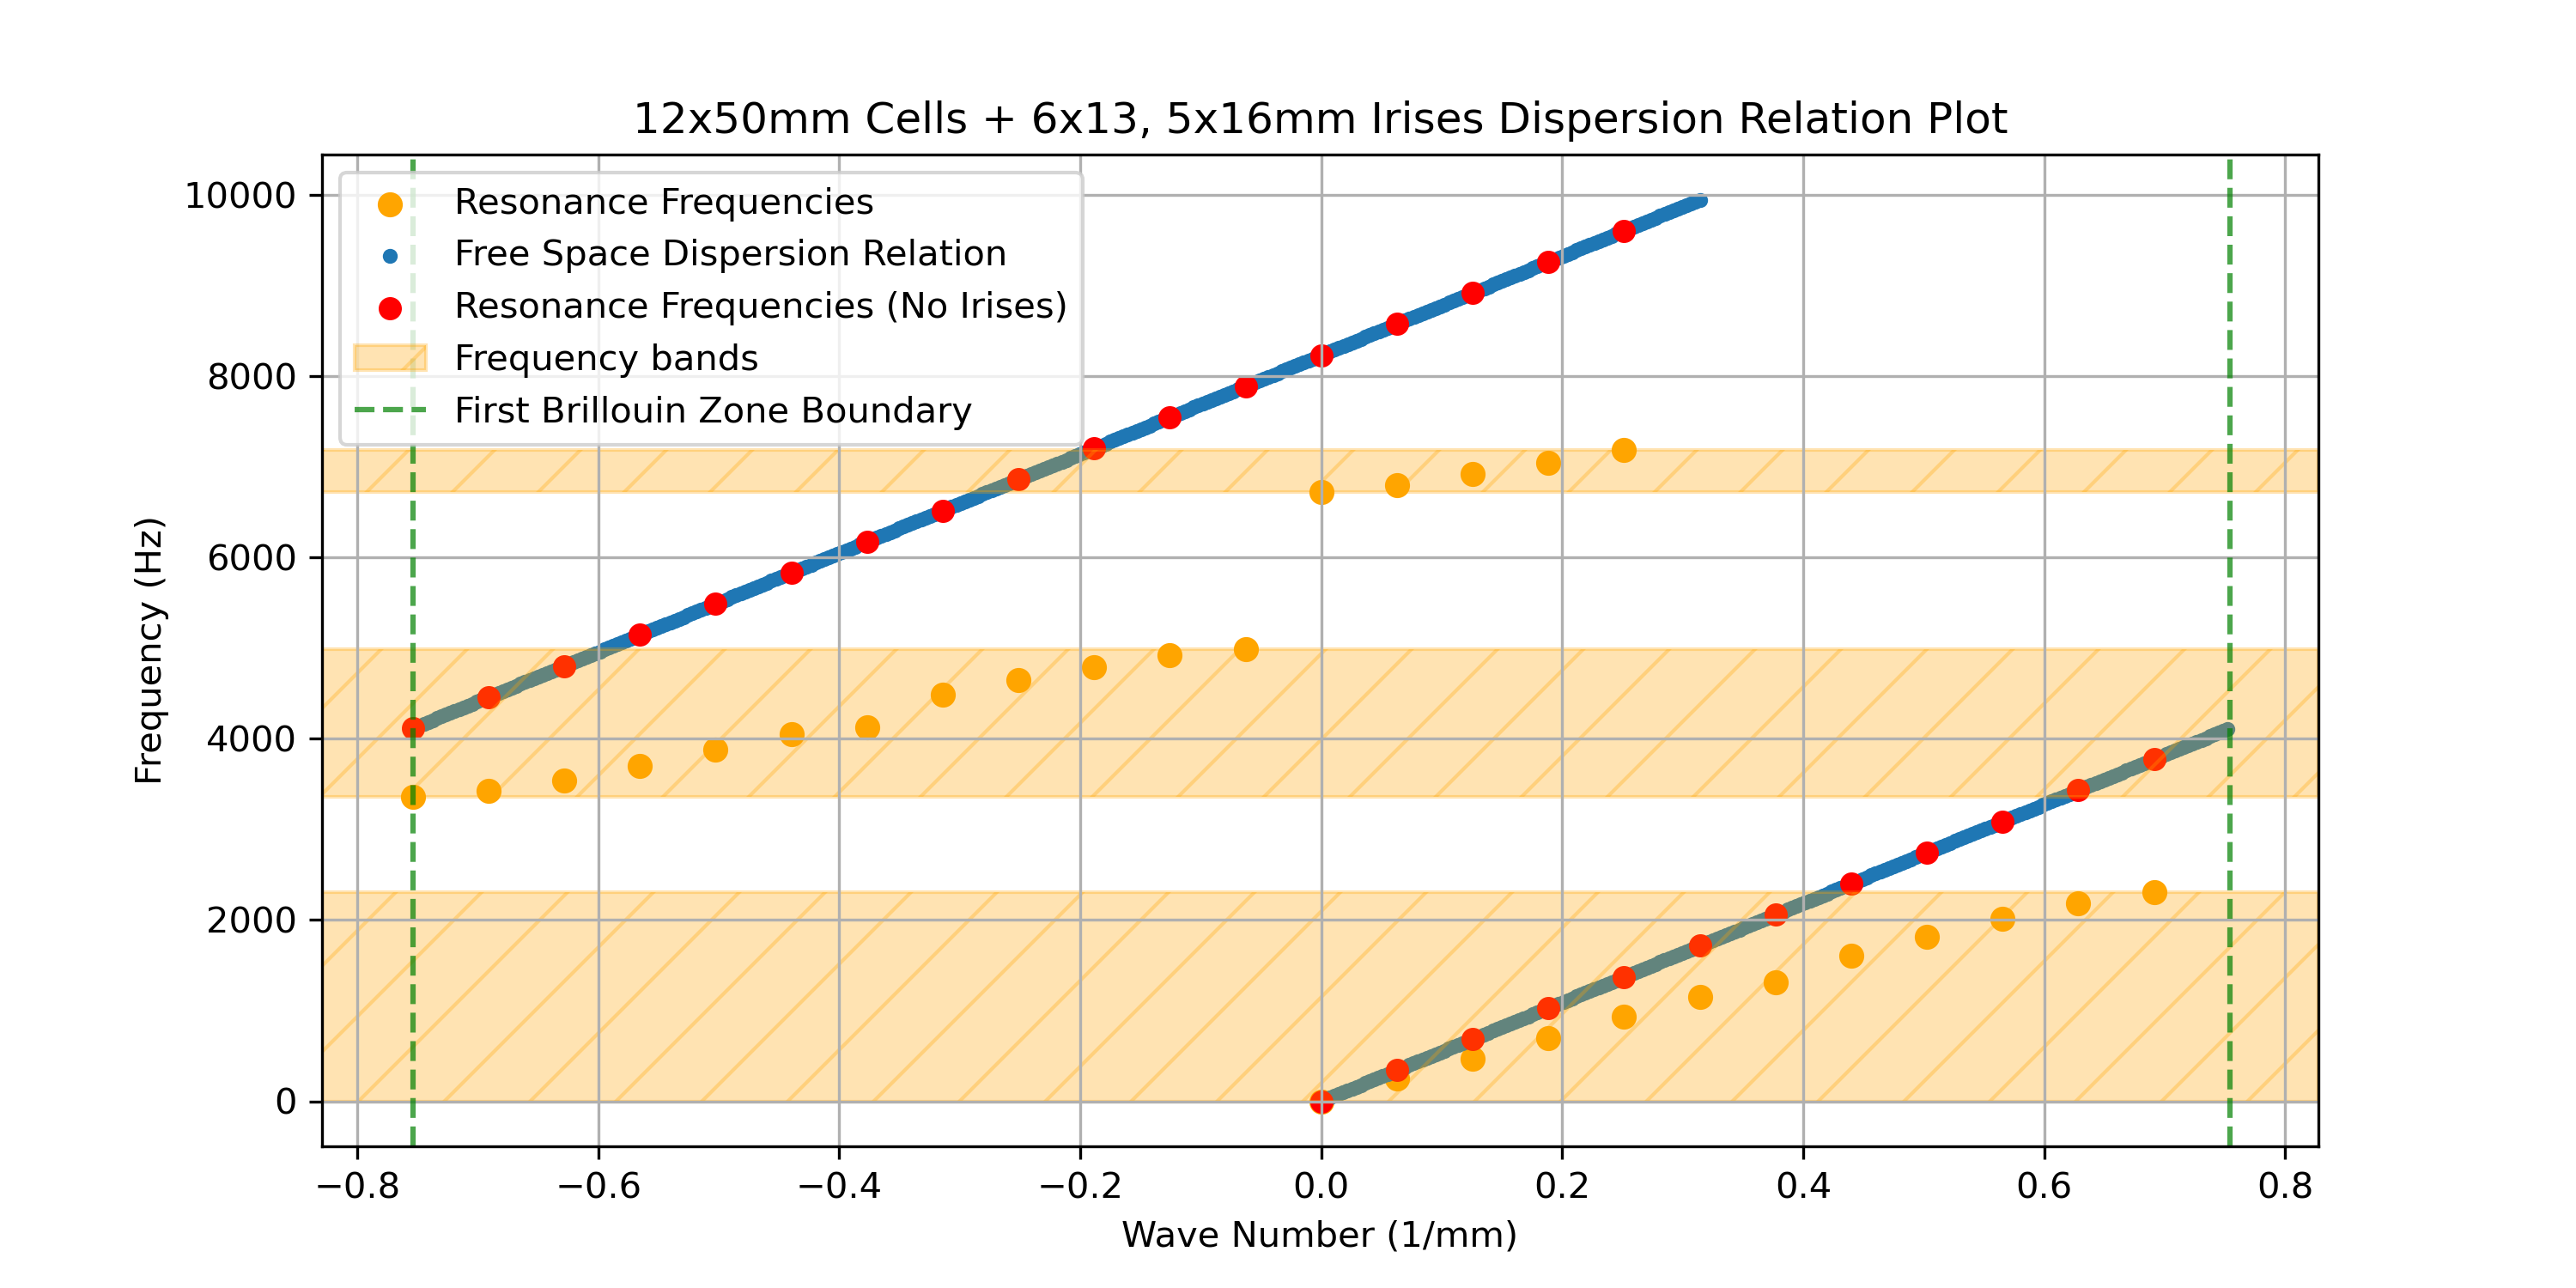 12x50mm Cells + 6x13, 5x16mm Irises Dispersion Relation Plot
Resonance Frequencies
Free Space Dispersion Relation
Resonance Frequencies (No Irises)
Frequency bands
First Brillouin Zone Boundary
Frequency (Hz)
10000
8000
6000
4000
2000
0
−0.8 −0.6 −0.4 −0.2 0.0 0.2 0.4 0.6 0.8
Wave Number (1/mm)